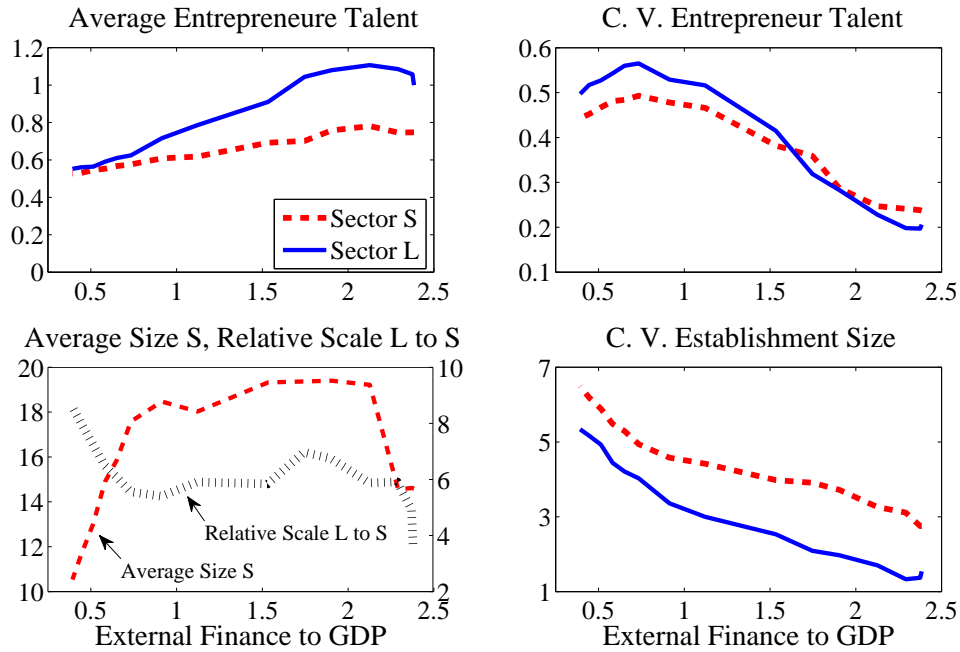 Average Entrepreneure Talent
1.2
1
0.8
0.6
0.4
0.2
0
0.5 1 1.5 2 2.5
Sector S
Sector L
C. V. Entrepreneur Talent
0.6
0.5
0.4
0.3
0.2
0.1
0.5 1 1.5 2 2.5
Average Size S, Relative Scale L to S
20
18
16
14
12
10
10
8
6
4
2
Relative Scale L to S
Average Size S
0.5 1 1.5 2 2.5
External Finance to GDP
C. V. Establishment Size
7
5
3
1
0.5 1 1.5 2 2.5
External Finance to GDP